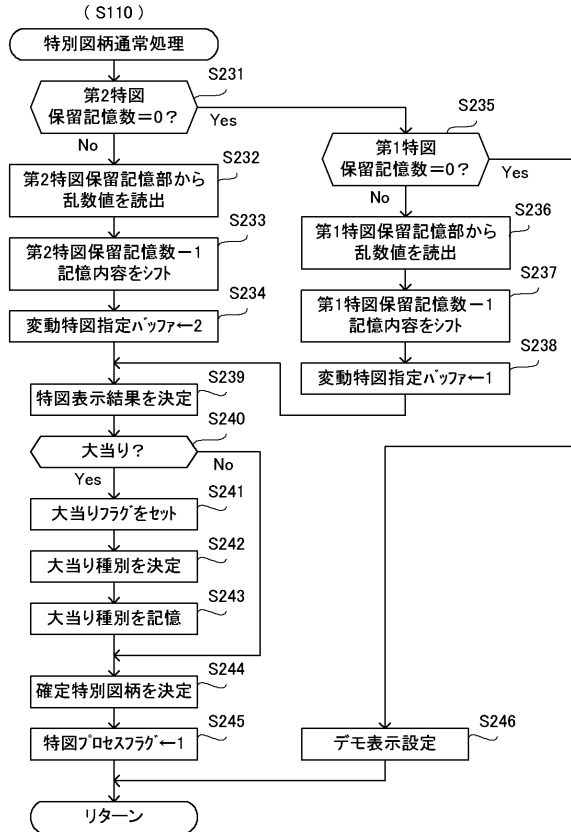 (S110)
特別図柄通常処理
S231
第2特図
保留記憶数=0?
Yes
No
S235
第1特図
保留記憶数=0?
Yes
No
S232
第2特図保留記憶部から
乱数値を読出
S233
第2特図保留記憶数-1
記憶内容をシフト
S234
変動特図指定バッファ←2
S236
第1特図保留記憶部から
乱数値を読出
S237
第1特図保留記憶数-1
記憶内容をシフト
S238
変動特図指定バッファ←1
S239
特図表示結果を決定
S240
大当り?
No
Yes
S241
大当りフラグをセット
S242
大当り種別を決定
S243
大当り種別を記憶
S244
確定特別図柄を決定
S245
特図プロセスフラグ←1
S246
デモ表示設定
リターン